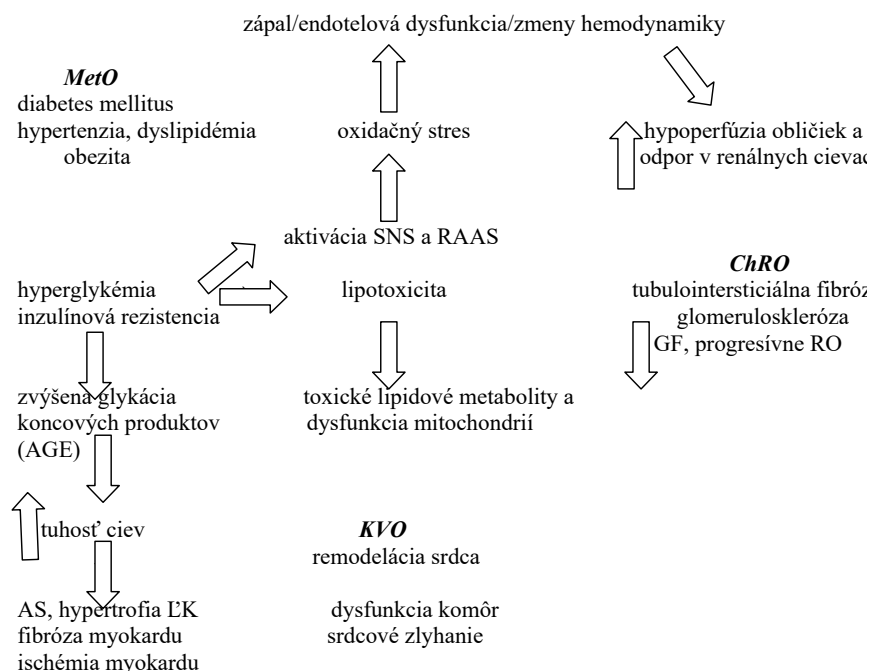 zápal/endotelová dysfunkcia/zmeny hemodynamiky
MetO
diabetes mellitus
hypertenzia, dyslipidémia
obezita
oxidačný stres
hypoperfúzia obličiek a
odpor v renálnych cievac
aktivácia SNS a RAAS
hyperglykémia
inzulínová rezistencia
lipotoxicita
ChRO
tubulointersticiálna fibróz
glomeruloskleróza
GF, progresívne RO
zvýšená glykácia
koncových produktov
(AGE)
toxické lipidové metabolity a
dysfunkcia mitochondrií
tuhosť ciev
KVO
remodelácia srdca
AS, hypertrofia ĽK
fibróza myokardu
ischémia myokardu
dysfunkcia komôr
srdcové zlyhanie